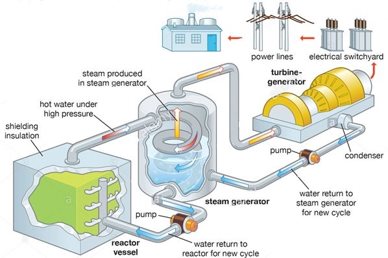 power lines
electrical switchyard
steam produced
in steam generator
turbine-
generator
hot water under
high pressure
shielding
insulation
pump
condenser
steam generator
water return to
steam generator
for new cycle
pump
reactor
vessel
water return to
reactor for new cycle